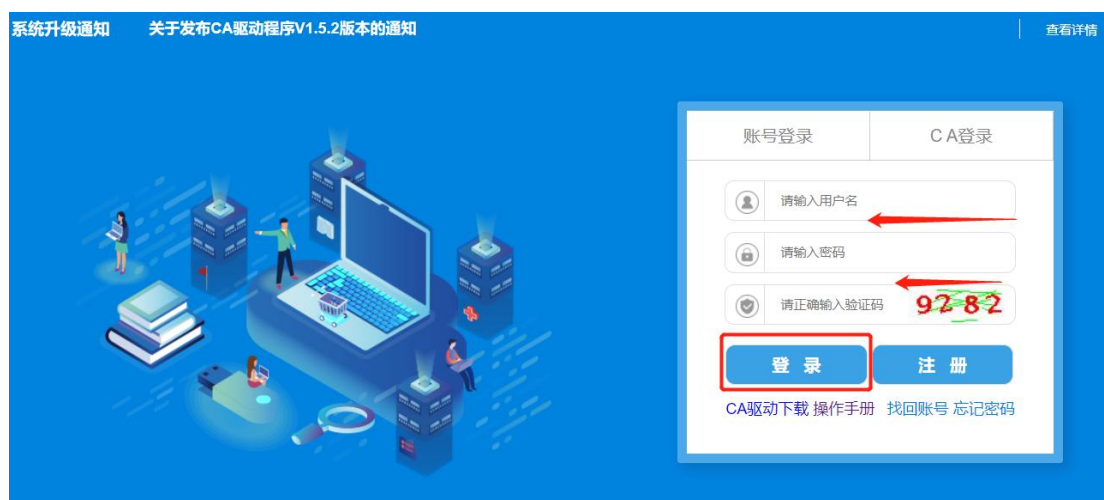 系统升级通知 关于发布CA驱动程序V1.5.2版本的通知 查看详情
账号登录 CA登录
请输入用户名
请输入密码
请正确输入验证码 9282
登 录 注 册
CA驱动下载 操作手册 找回账号 忘记密码